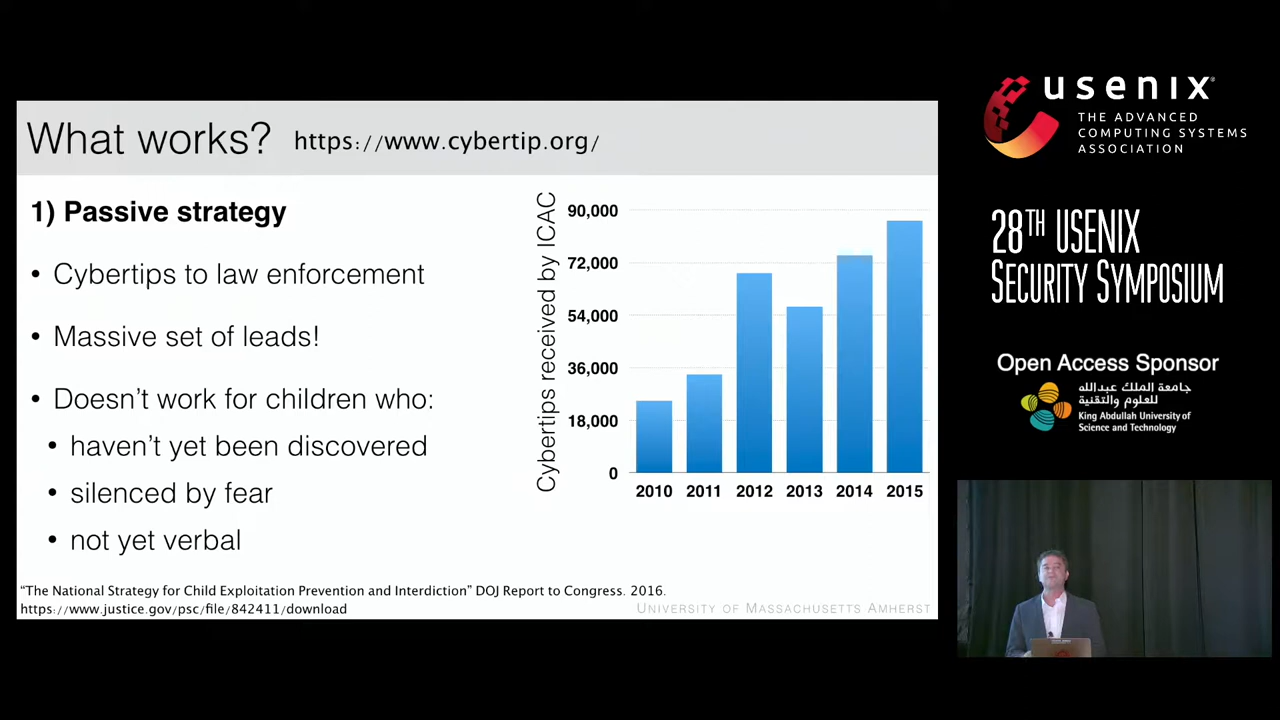 What works? https://www.cybertip.org/
1) Passive strategy
• Cybertips to law enforcement
• Massive set of leads!
• Doesn't work for children who:
• haven't yet been discovered
• silenced by fear
• not yet verbal
Cybertips received by ICAC
90,000
72,000
54,000
36,000
18,000
0
2010 2011 2012 2013 2014 2015
“The National Strategy for Child Exploitation Prevention and Interdiction” DOJ Report to Congress. 2016.
https://www.justice.gov/psc/file/842411/download
UNIVERSITY OF MASSACHUSETTS AMHERST
usenix
THE ADVANCED
COMPUTING SYSTEMS
ASSOCIATION
28TH USENIX
SECURITY SYMPOSIUM
Open Access Sponsor
جامعة الملك عبدالله
للعلوم والتقنية
King Abdullah University of
Science and Technology